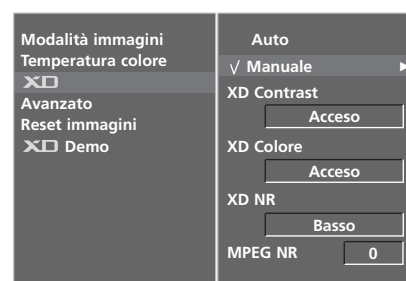 Modalità immagini
Temperatura colore
XD
Avanzato
Reset immagini
XD Demo
Auto
√ Manuale ▶
XD Contrast
Acceso
XD Colore
Acceso
XD NR
Basso
MPEG NR 0